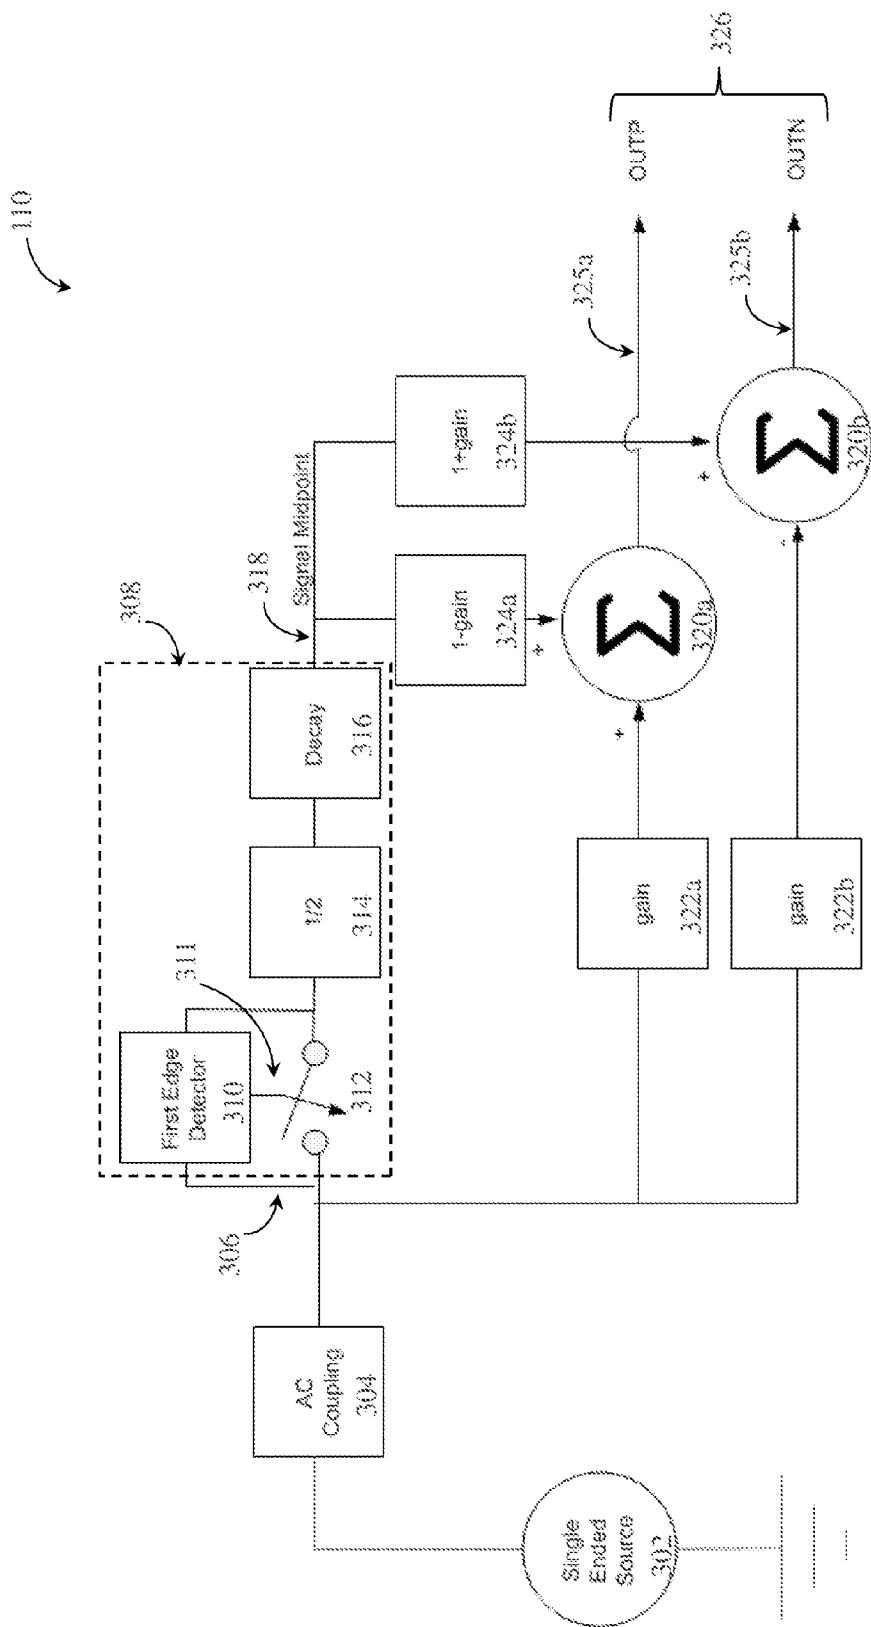 110
308
First Edge
Detector
310
311
312
1/2
314
Decay
316
318
Signal Midpoint
306
AC
Coupling
304
Single
Ended
Source
302
1-gain
324a
1+gain
324b
gain
322a
gain
322b
+
+
+
-
Σ
320a
Σ
320b
325a
325b
OUTP
OUTN
326